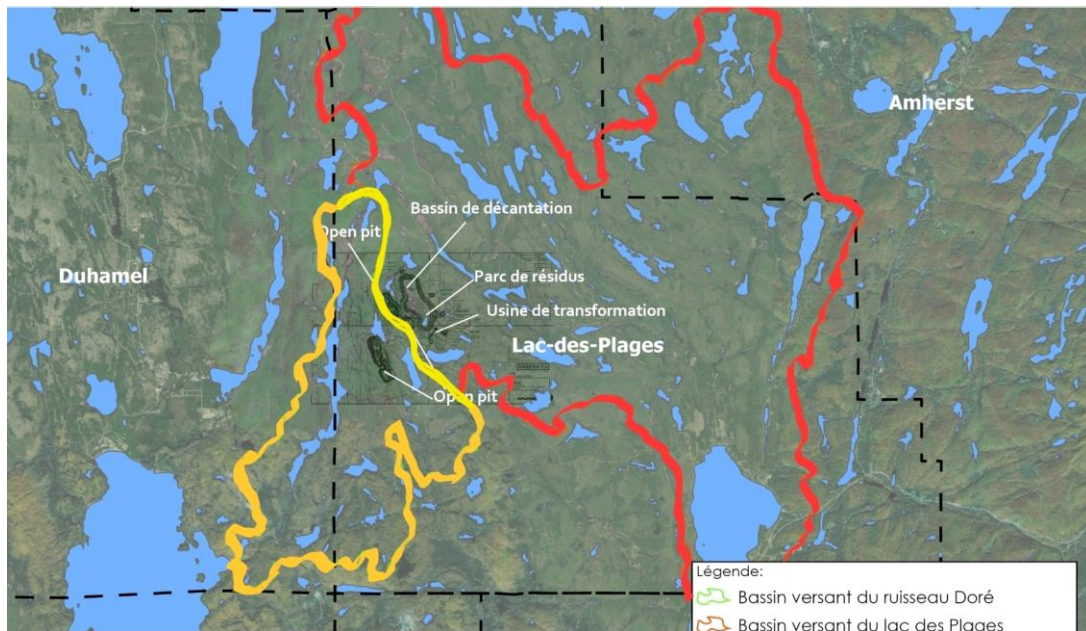 Amherst
Bassin de décantation
Open pit
Duhamel
Parc de résidus
Usine de transformation
Lac-des-Plages
Open pit
Légende:
Bassin versant du ruisseau Doré
Bassin versant du lac des Plages